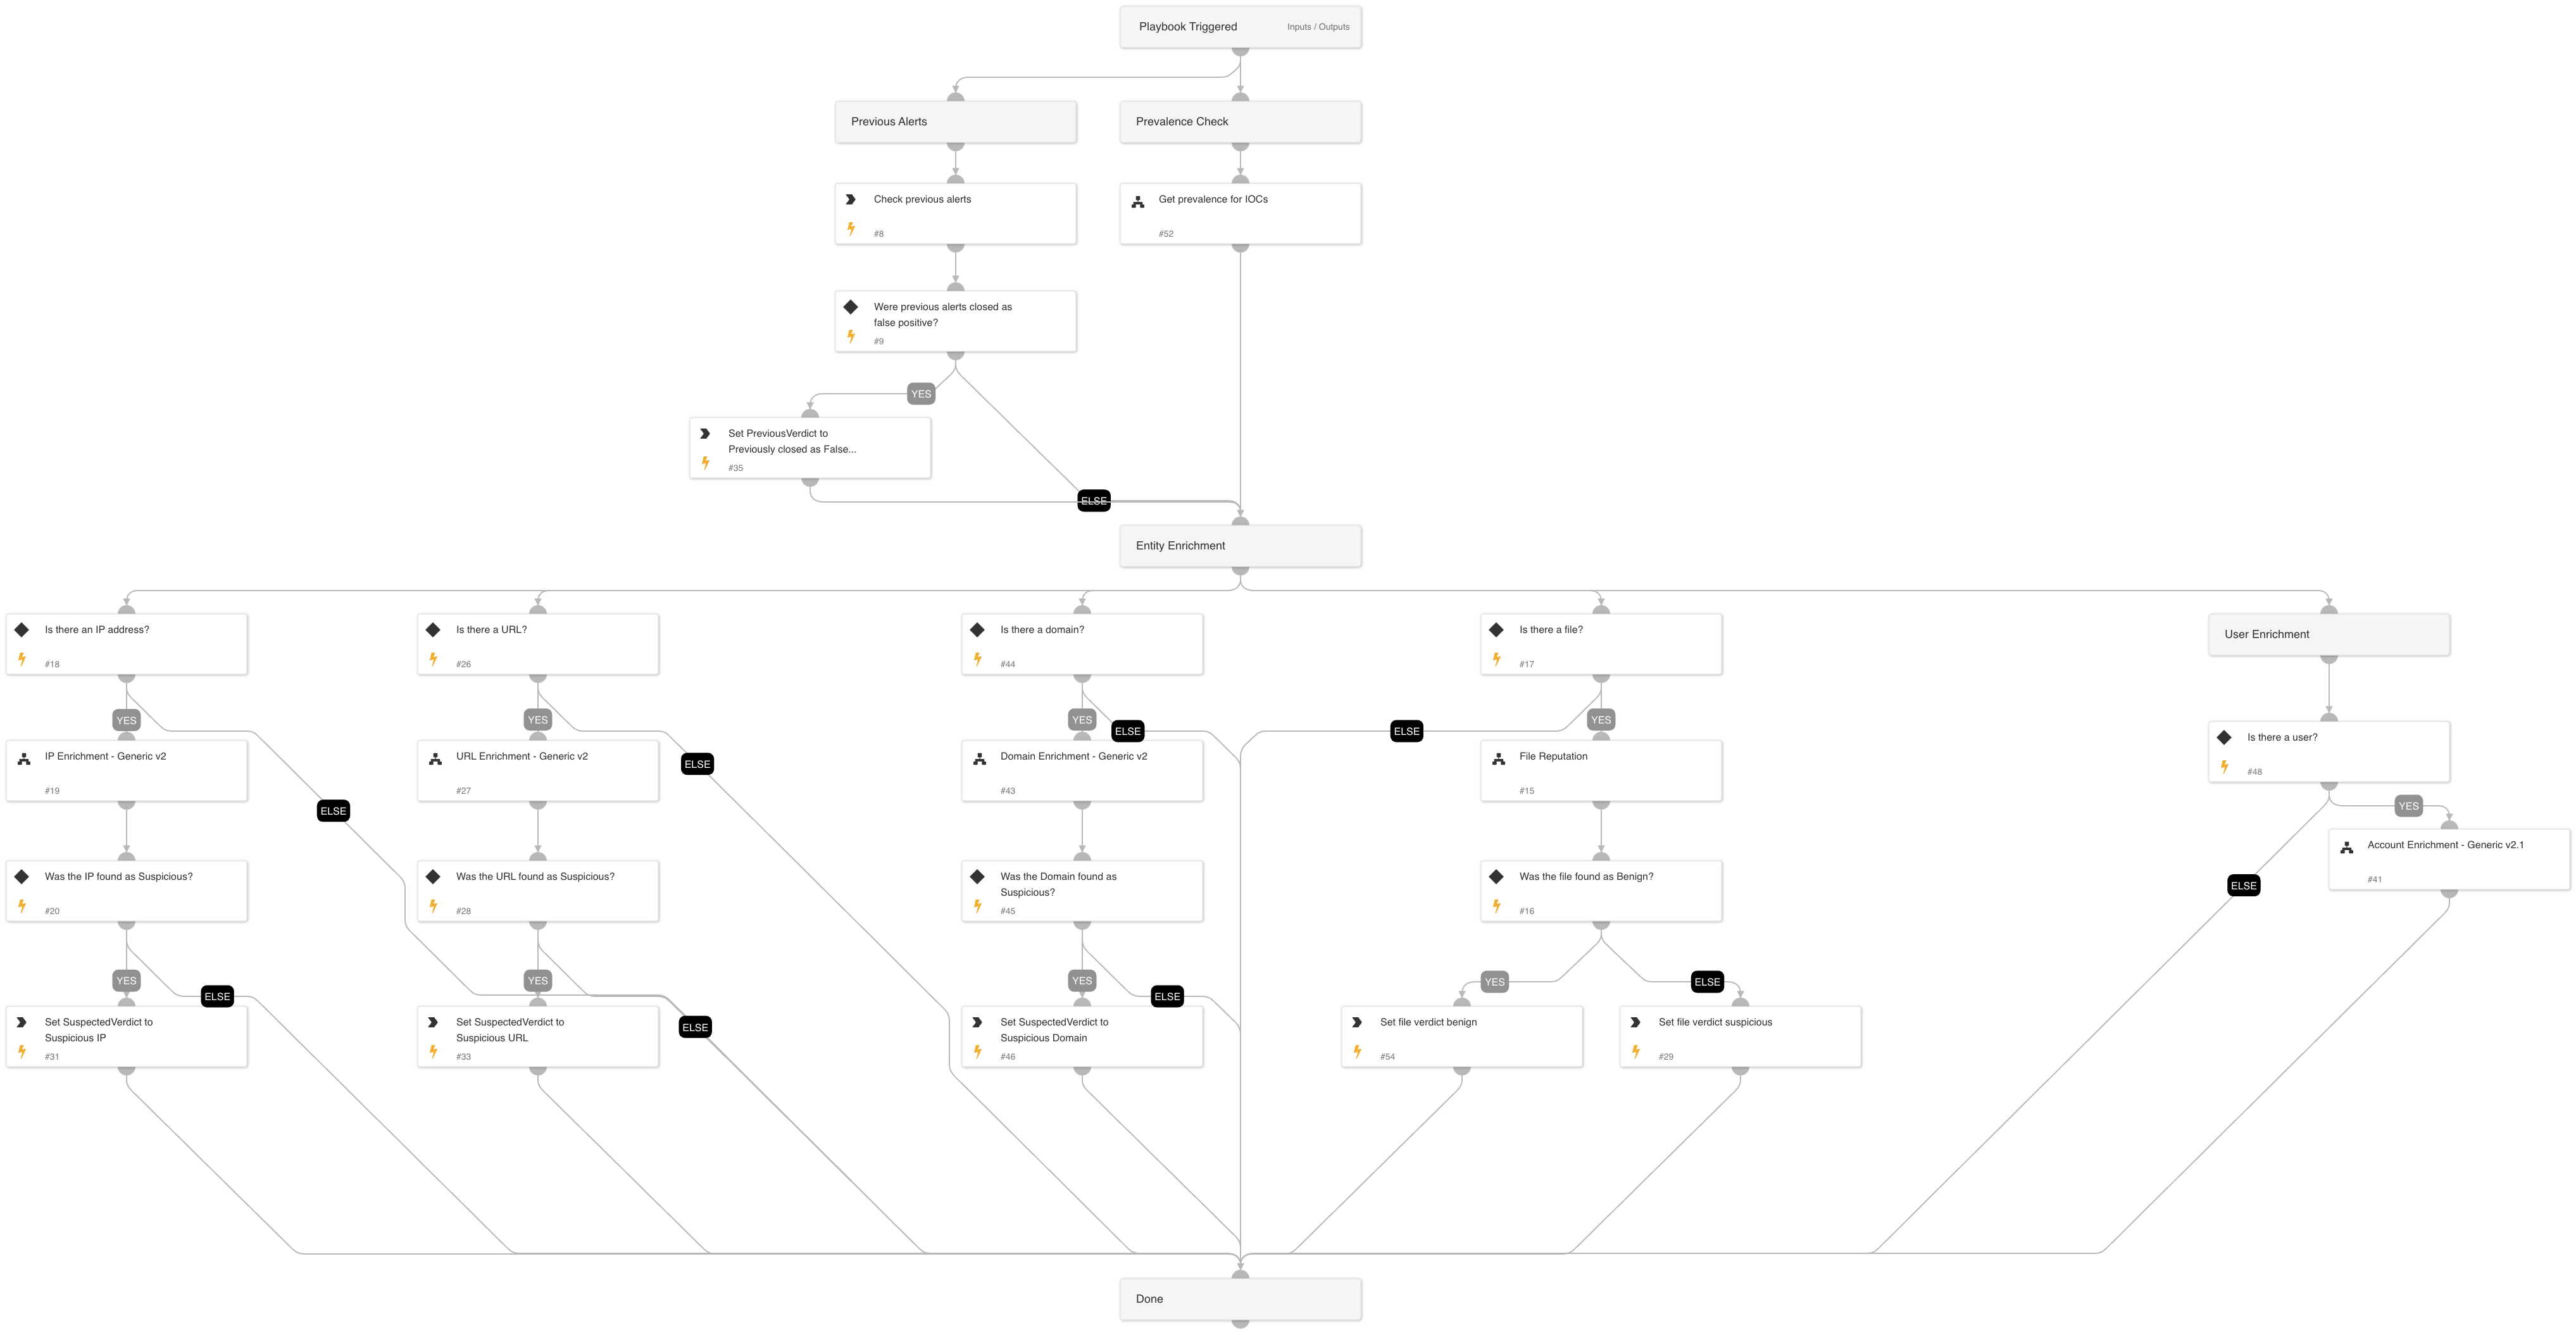 Playbook Triggered
Inputs / Outputs
Previous Alerts
Prevalence Check
Check previous alerts
#8
Get prevalence for IOCs
#52
Were previous alerts closed as
false positive?
#9
YES
Set PreviousVerdict to
Previously closed as False...
#35
ELSE
Entity Enrichment
Is there an IP address?
#18
Is there a URL?
#26
Is there a domain?
#44
Is there a file?
#17
User Enrichment
YES
YES
YES
ELSE
ELSE
YES
Is there a user?
#48
IP Enrichment - Generic v2
#19
URL Enrichment - Generic v2
#27
ELSE
Domain Enrichment - Generic v2
#43
File Reputation
#15
ELSE
YES
Account Enrichment - Generic v2.1
#41
Was the IP found as Suspicious?
#20
Was the URL found as Suspicious?
#28
Was the Domain found as
Suspicious?
#45
Was the file found as Benign?
#16
ELSE
YES
ELSE
YES
YES
ELSE
YES
ELSE
Set SuspectedVerdict to
Suspicious IP
#31
Set SuspectedVerdict to
Suspicious URL
#33
ELSE
Set SuspectedVerdict to
Suspicious Domain
#46
Set file verdict benign
#54
Set file verdict suspicious
#29
Done